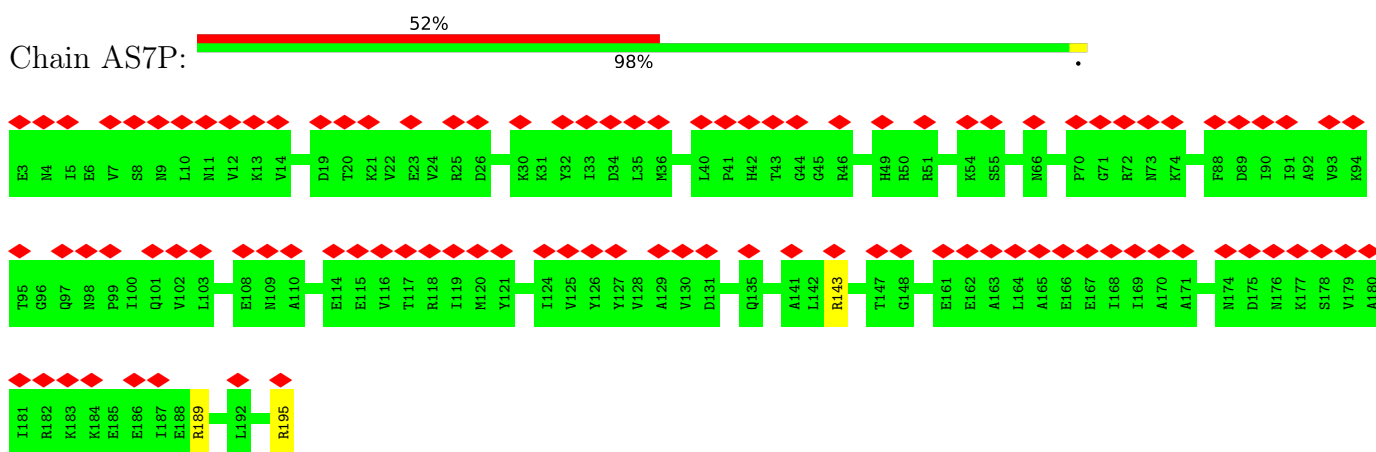 52%
Chain AS7P:
98%
.
E3 N4 I5 E6 V7 S8 N9 L10 N11 V12 K13 V14 D19 T20 K21 V22 E23 V24 R25 D26 K30 K31 Y32 I33 D34 L35 M36 L40 P41 H42 T43 G44 G45 R46 H49 R50 R51 K54 S55 N66 P70 G71 R72 N73 K74 F88 D89 I90 I91 A92 V93 K94
T95 G96 Q97 N98 P99 I100 Q101 V102 L103 E108 N109 A110 E114 E115 V116 T117 R118 I119 M120 Y121 I124 V125 Y126 Y127 V128 A129 V130 D131 Q135 A141 L142 R143 T147 G148 E161 E162 A163 L164 A165 E166 E167 I168 I169 A170 A171 N174 D175 N176 K177 S178 V179 A180
I181 R182 K183 K184 E185 E186 I187 E188 R189 L192 R195